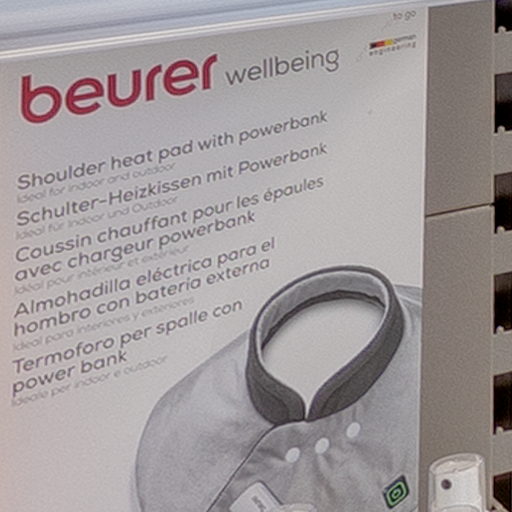 to go
german
engineering
beurer wellbeing
Shoulder heat pad with powerbank
Ideal for indoor and outdoor
Schulter-Heizkissen mit Powerbank
Ideal für Indoor und Outdoor
Coussin chauffant pour les épaules
avec chargeur powerbank
Idéal pour intérieur et extérieur
Almohadilla eléctrica para el
hombro con bateria externa
Ideal para interiores y exteriores
Termoforo per spalle con
power bank
Ideale per indoor e outdoor